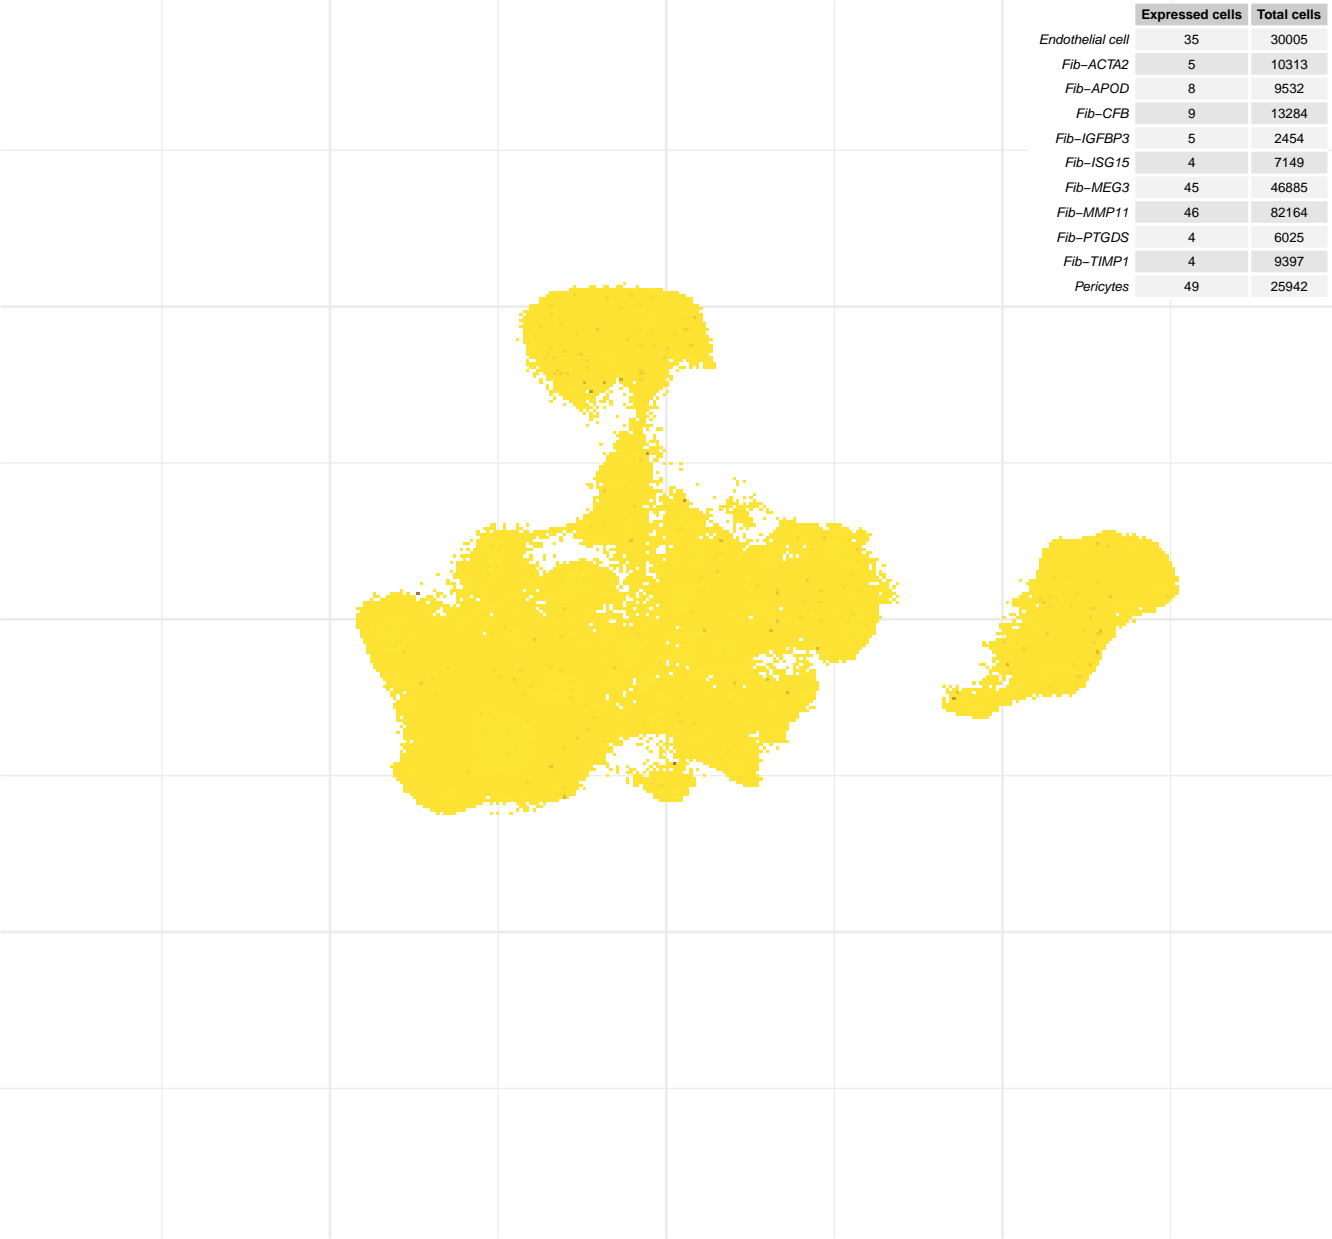 Expressed cells Total cells
Endothelial cell 35 30005
Fib−ACTA2 5 10313
Fib−APOD 8 9532
Fib−CFB 9 13284
Fib−IGFBP3 5 2454
Fib−ISG15 4 7149
Fib−MEG3 45 46885
Fib−MMP11 46 82164
Fib−PTGDS 4 6025
Fib−TIMP1 4 9397
Pericytes 49 25942